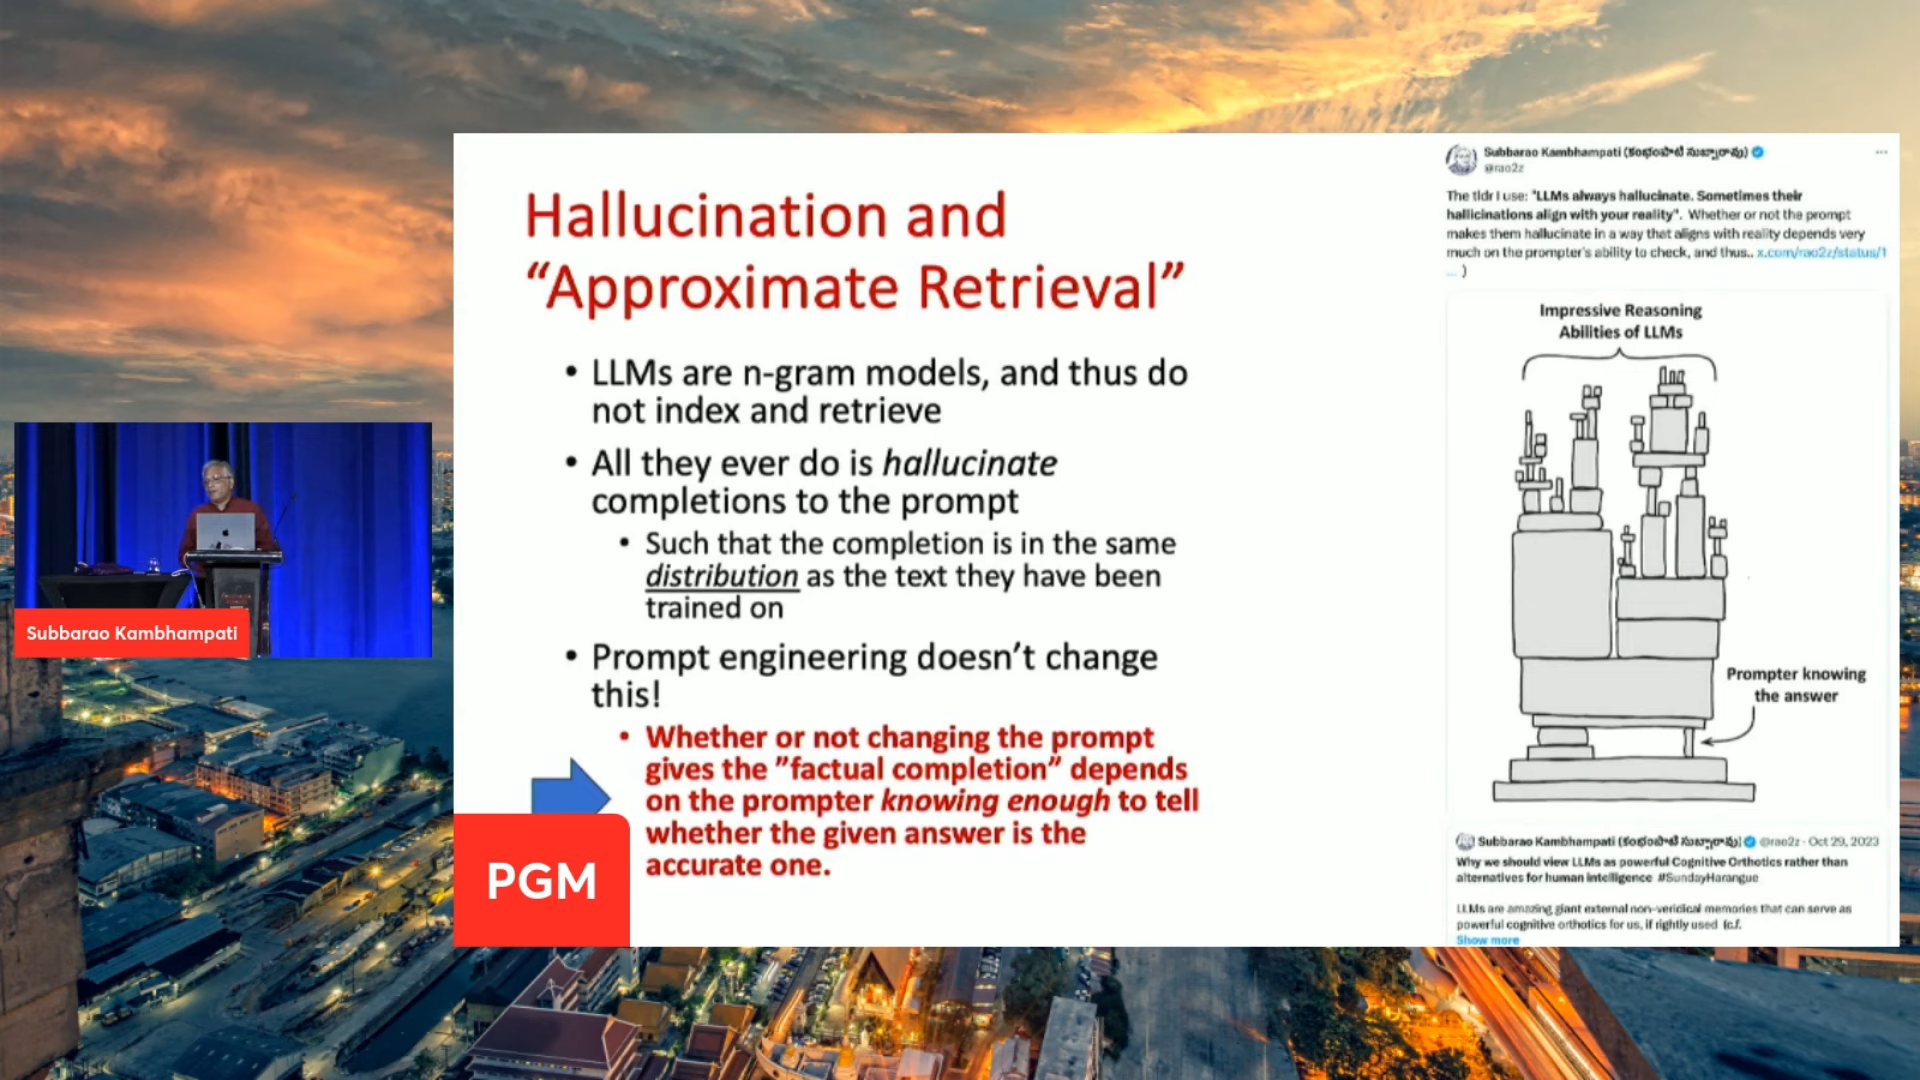 Hallucination and
“Approximate Retrieval”
• LLMs are n-gram models, and thus do
not index and retrieve
• All they ever do is hallucinate
completions to the prompt
• Such that the completion is in the same
distribution as the text they have been
trained on
• Prompt engineering doesn’t change
this!
• Whether or not changing the prompt
gives the ”factual completion” depends
on the prompter knowing enough to tell
whether the given answer is the
accurate one.
PGM
Subbarao Kambhampati
Subbarao Kambhampati (కంభంపాటి సుబ్బారావు)
@rao2z
The tldr I use: "LLMs always hallucinate. Sometimes their
hallicinations align with your reality". Whether or not the prompt
makes them hallucinate in a way that aligns with reality depends very
much on the prompter's ability to check, and thus.. x.com/rao2z/status/1
... )
Impressive Reasoning
Abilities of LLMs
Prompter knowing
the answer
Subbarao Kambhampati (కంభంపాటి సుబ్బారావు) @rao2z · Oct 29, 2023
Why we should view LLMs as powerful Cognitive Orthotics rather than
alternatives for human intelligence #SundayHarangue
LLMs are amazing giant external non-veridical memories that can serve as
powerful cognitive orthotics for us, if rightly used (c.f.
Show more